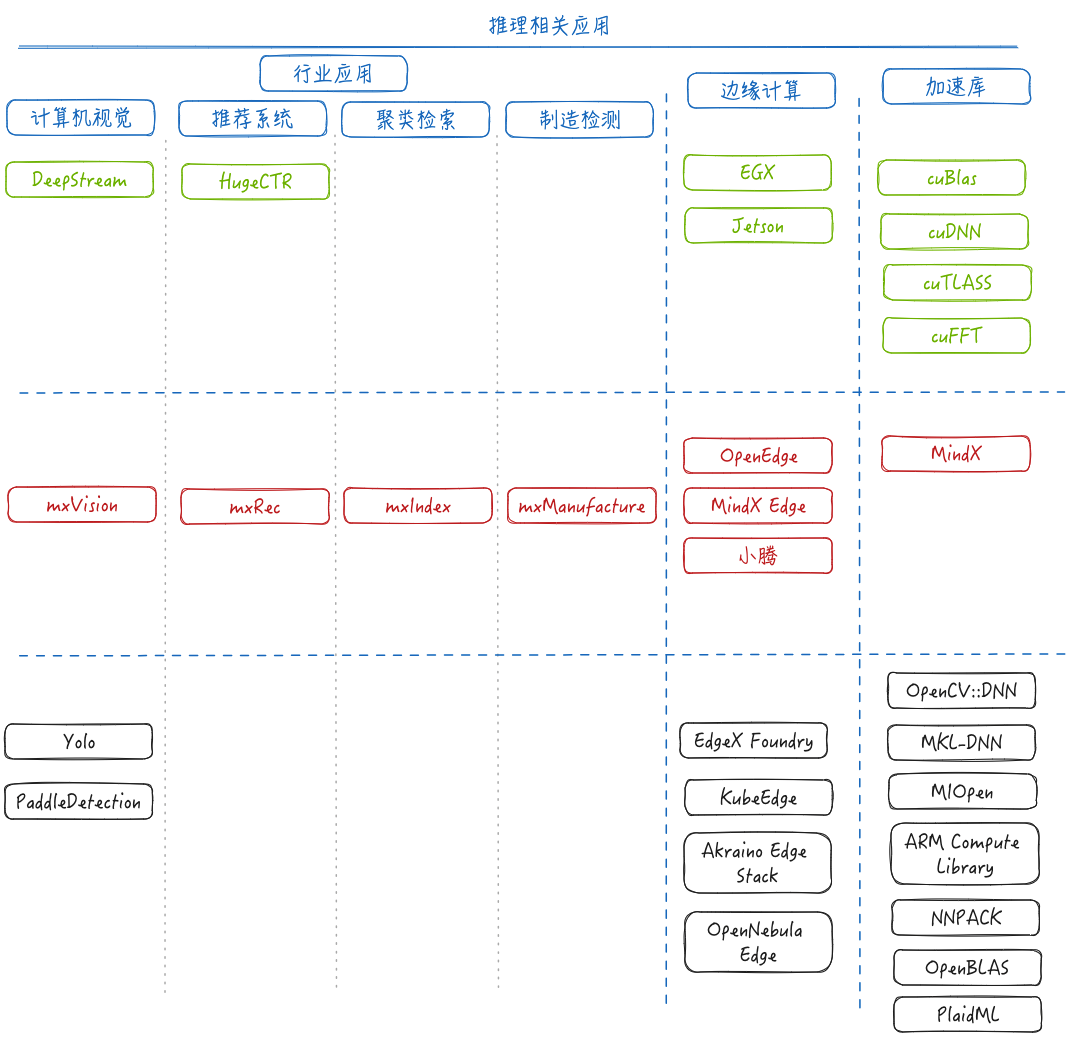 推理相关应用
行业应用
边缘计算
加速库
计算机视觉
推荐系统
聚类检索
制造检测
DeepStream
HugeCTR
EGX
Jetson
cuBlas
cuDNN
cuTLASS
cuFFT
mxVision
mxRec
mxIndex
mxManufacture
OpenEdge
MindX Edge
小腾
MindX
Yolo
PaddleDetection
EdgeX Foundry
KubeEdge
Akraino Edge
Stack
OpenNebula
Edge
OpenCV::DNN
MKL-DNN
MIOpen
ARM Compute
Library
NNPACK
OpenBLAS
PlaidML